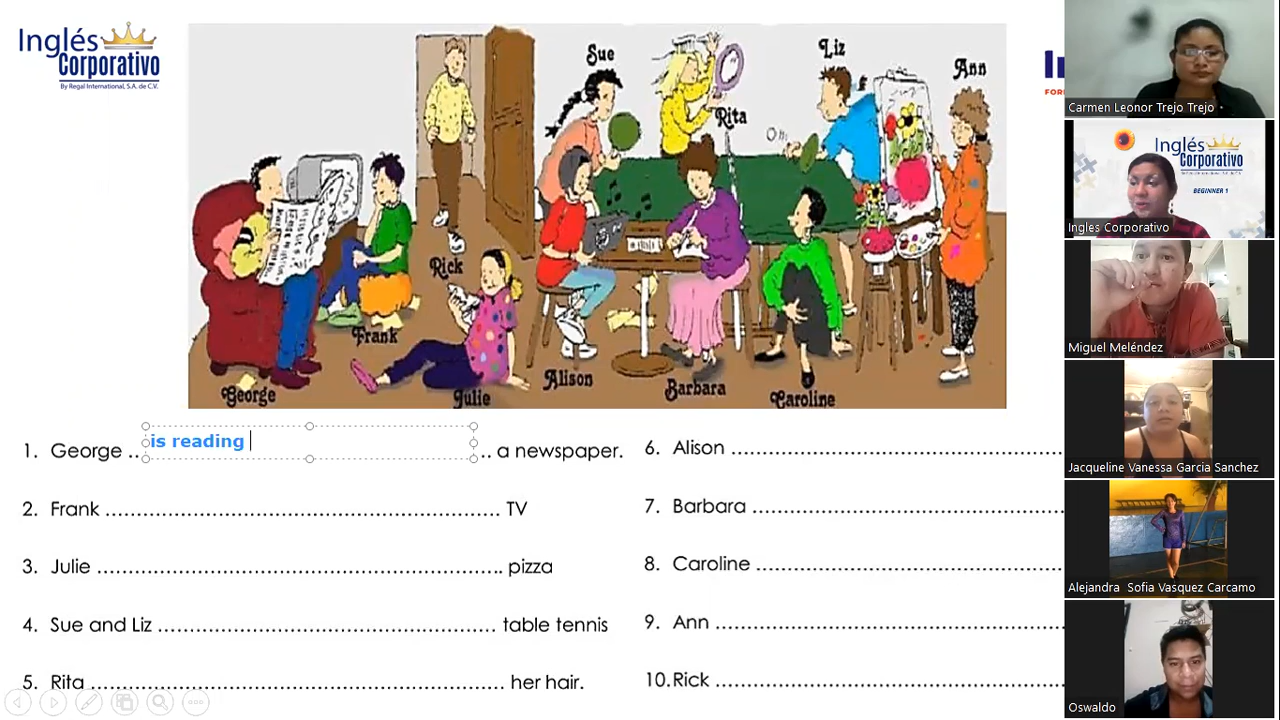 Inglés
Corporativo
By Regal International, S.A. de C.V.
Sue
Liz
Ann
Rita
Rick
Frank
George
Julie
Alison
Barbara
Caroline
1. George .. is reading .. a newspaper.
2. Frank .................................................. TV
3. Julie .................................................... pizza
4. Sue and Liz ........................................... table tennis
5. Rita ..................................................... her hair.
6. Alison ..........................................
7. Barbara ........................................
8. Caroline .......................................
9. Ann .............................................
10. Rick .............................................
Carmen Leonor Trejo Trejo
Inglés
Corporativo
BEGINNER 1
Ingles Corporativo
Miguel Meléndez
Jacqueline Vanessa Garcia Sanchez
Alejandra Sofia Vasquez Carcamo
Oswaldo